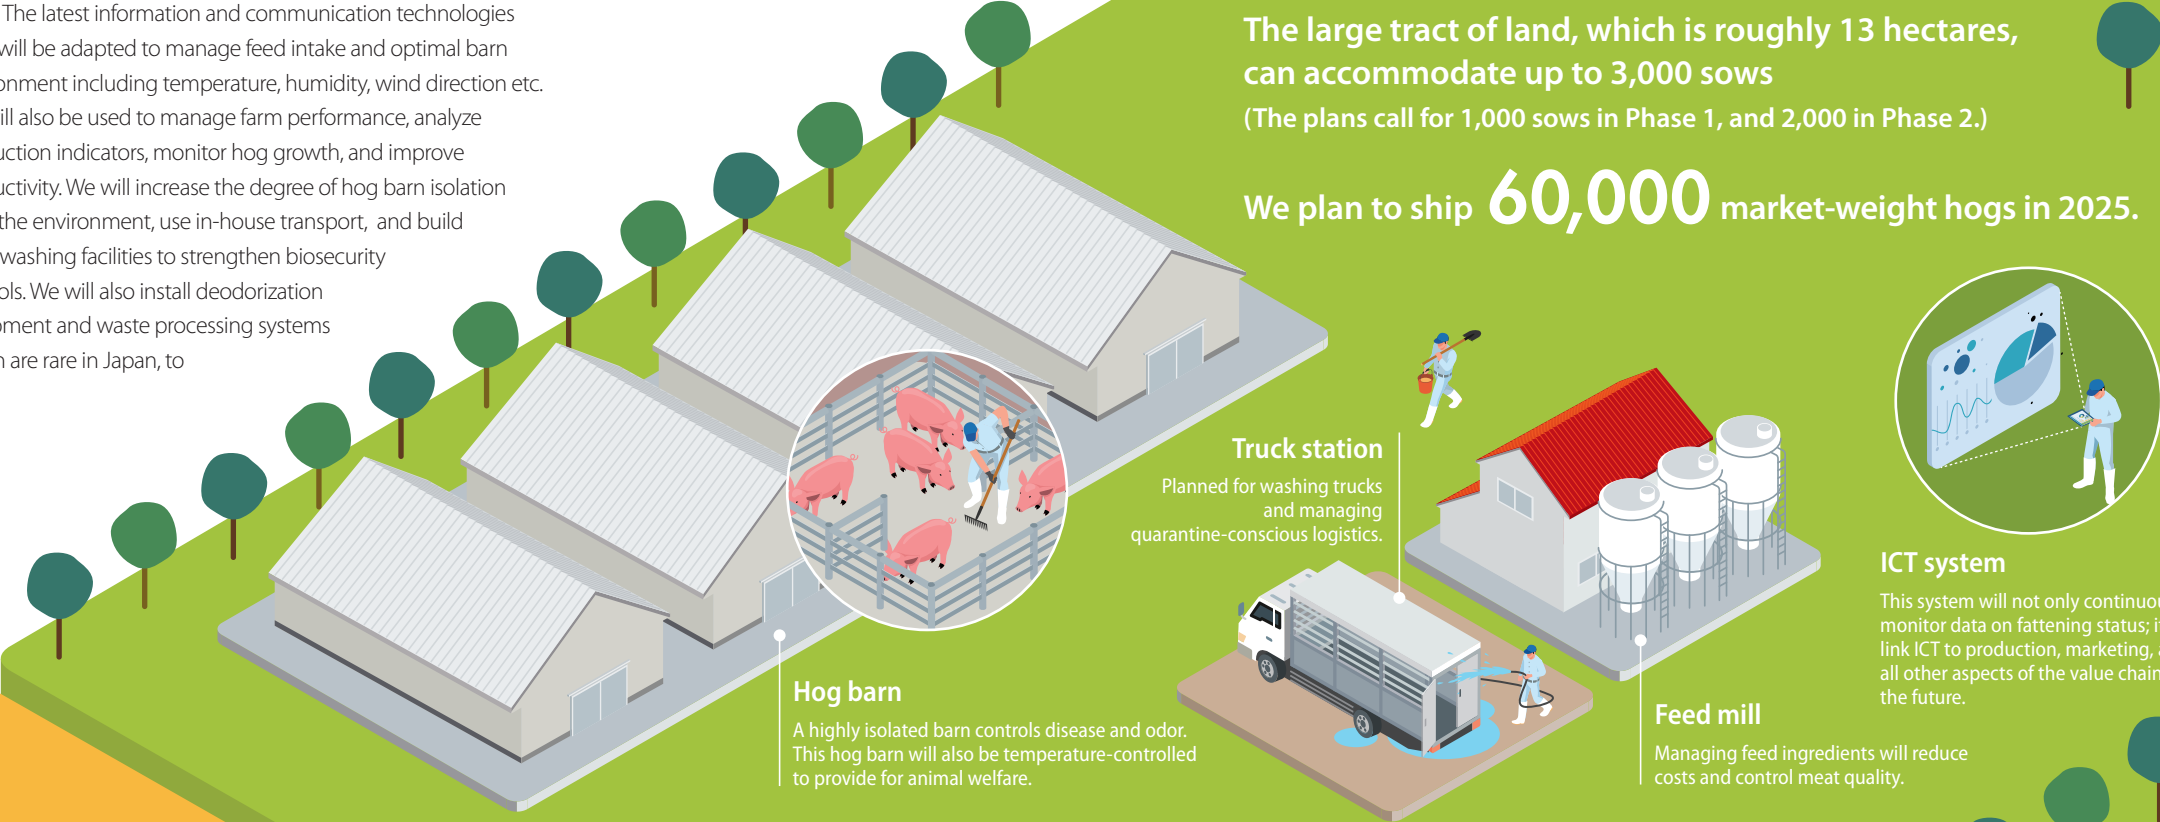 The latest information and communication technologies
will be adapted to manage feed intake and optimal barn
including temperature, humidity, wind direction etc.
also be used to manage farm performance, analyze
indicators, monitor hog growth, and improve
We will increase the degree of hog barn isolation
the environment, use in-house transport, and build
washing facilities to strengthen biosecurity
We will also install deodorization
and waste processing systems
are rare in Japan, to
The large tract of land, which is roughly 13 hectares,
can accommodate up to 3,000 sows
(The plans call for 1,000 sows in Phase 1, and 2,000 in Phase 2.)
We plan to ship 60,000 market-weight hogs in 2025.
Truck station
Planned for washing trucks
and managing
quarantine-conscious logistics.
Hog barn
A highly isolated barn controls disease and odor.
This hog barn will also be temperature-controlled
to provide for animal welfare.
Feed mill
Managing feed ingredients will reduce
costs and control meat quality.
ICT system
This system will not only
monitor data on fattening status;
link ICT to production, marketing,
all other aspects of the value chain
the future.